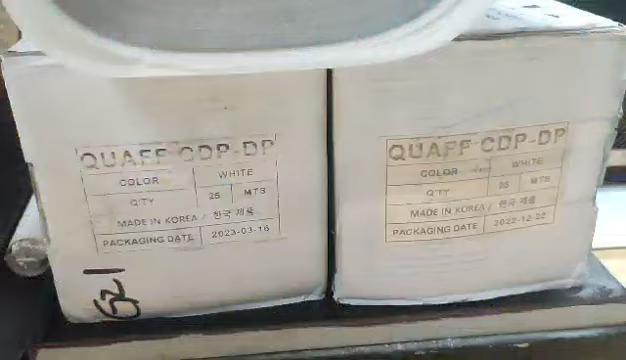 QUAFF CDP-DP
COLOR WHITE
Q'TY 25 MTS
MADE IN KOREA / 한국 제품
PACKAGING DATE 2023-03-16
621
QUAFF CDP-DP
COLOR WHITE
Q'TY 25 MTS
MADE IN KOREA / 한국 제품
PACKAGING DATE 2022-12-22